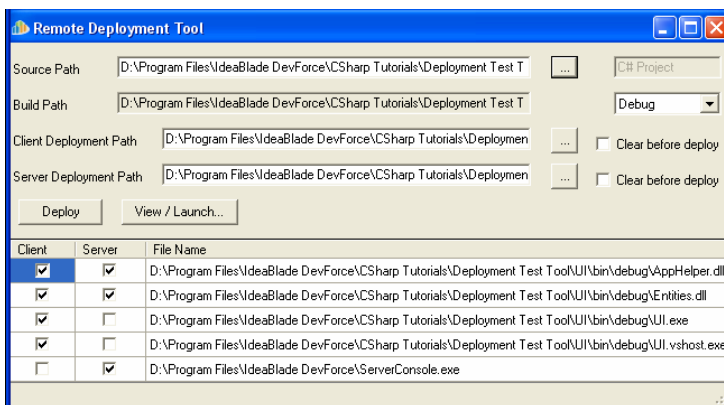 Remote Deployment Tool
Source Path D:\Program Files\IdeaBlade DevForce\CSharp Tutorials\Deployment Test T ... C# Project
Build Path D:\Program Files\IdeaBlade DevForce\CSharp Tutorials\Deployment Test T Debug
Client Deployment Path D:\Program Files\IdeaBlade DevForce\CSharp Tutorials\Deploymen ... Clear before deploy
Server Deployment Path D:\Program Files\IdeaBlade DevForce\CSharp Tutorials\Deploymen ... Clear before deploy
Deploy View / Launch...
Client Server File Name
D:\Program Files\IdeaBlade DevForce\CSharp Tutorials\Deployment Test Tool\UI\bin\debug\AppHelper.dll
D:\Program Files\IdeaBlade DevForce\CSharp Tutorials\Deployment Test Tool\UI\bin\debug\Entities.dll
D:\Program Files\IdeaBlade DevForce\CSharp Tutorials\Deployment Test Tool\UI\bin\debug\UI.exe
D:\Program Files\IdeaBlade DevForce\CSharp Tutorials\Deployment Test Tool\UI\bin\debug\UI.vshost.exe
D:\Program Files\IdeaBlade DevForce\ServerConsole.exe